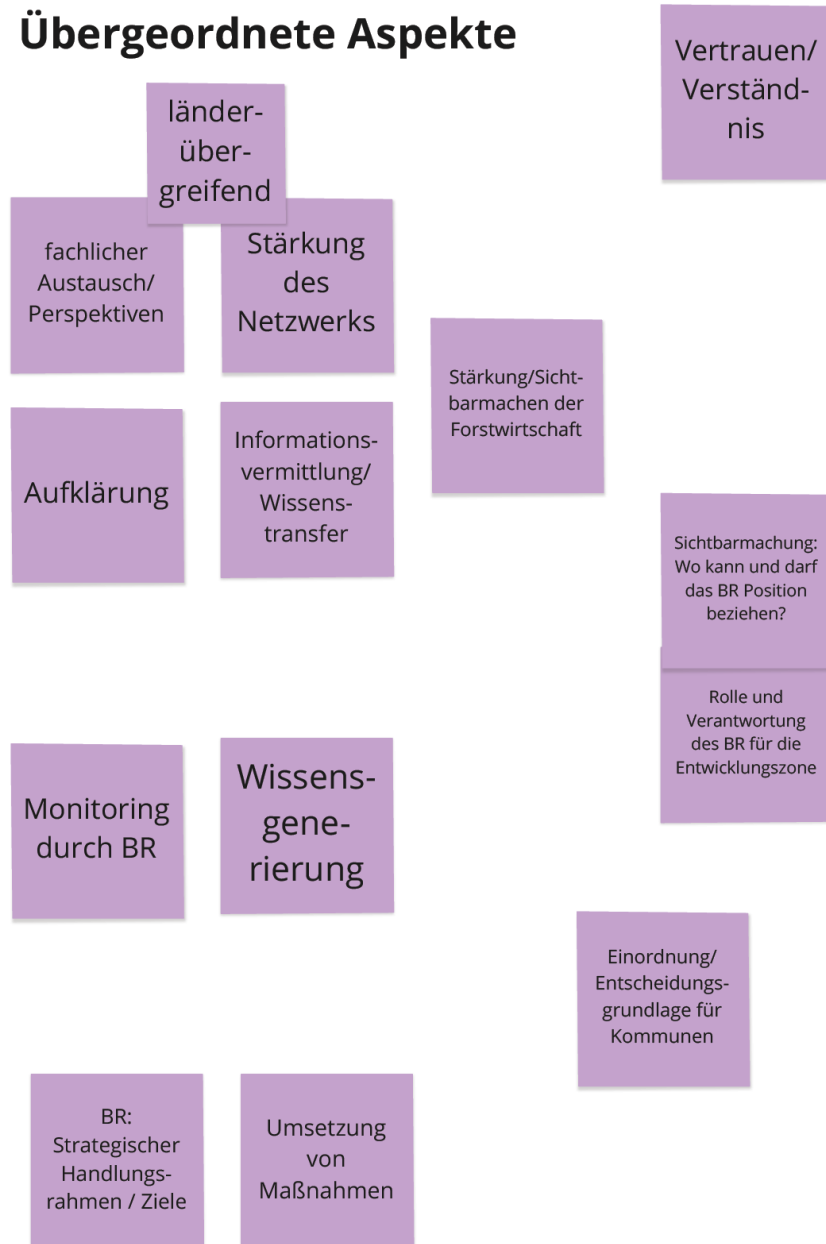 Übergeordnete Aspekte
Vertrauen/
Verständ-
nis
länder-
über-
greifend
fachlicher
Austausch/
Perspektiven
Stärkung
des
Netzwerks
Stärkung/Sicht-
barmachen der
Forstwirtschaft
Aufklärung
Informations-
vermittlung/
Wissens-
transfer
Sichtbarmachung:
Wo kann und darf
das BR Position
beziehen?
Rolle und
Verantwortung
des BR für die
Entwicklungszone
Monitoring
durch BR
Wissens-
gene-
rierung
Einordnung/
Entscheidungs-
grundlage für
Kommunen
BR:
Strategischer
Handlungs-
rahmen / Ziele
Umsetzung
von
Maßnahmen